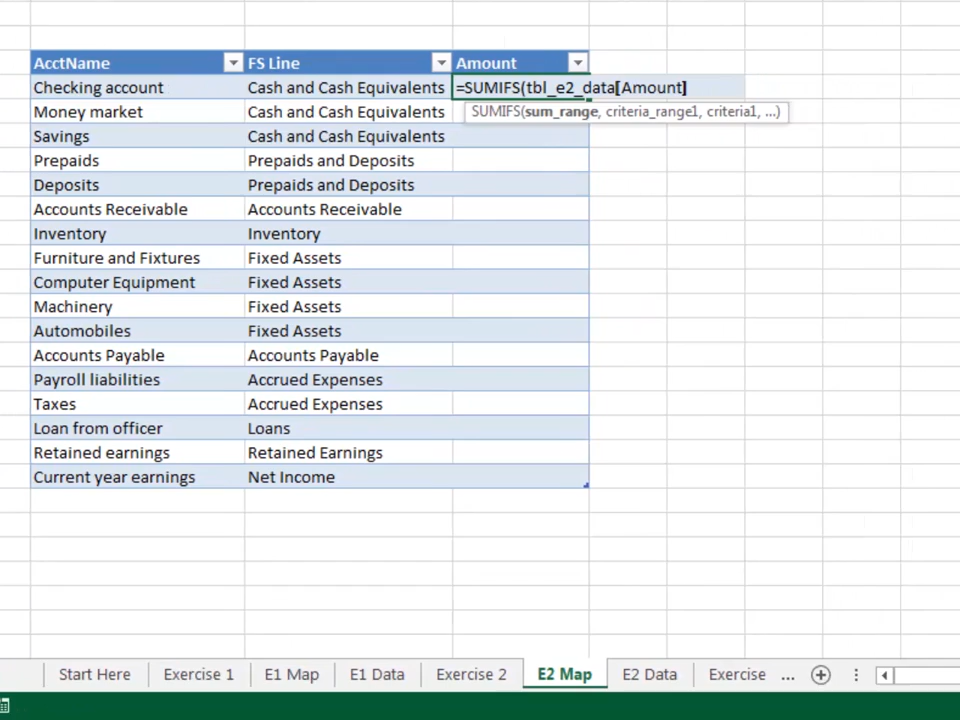 AcctName FS Line Amount
Checking account Cash and Cash Equivalents =SUMIFS(tbl_e2_data[Amount]
Money market Cash and Cash Equivalents SUMIFS(sum_range, criteria_range1, criteria1, ...)
Savings Cash and Cash Equivalents
Prepaids Prepaids and Deposits
Deposits Prepaids and Deposits
Accounts Receivable Accounts Receivable
Inventory Inventory
Furniture and Fixtures Fixed Assets
Computer Equipment Fixed Assets
Machinery Fixed Assets
Automobiles Fixed Assets
Accounts Payable Accounts Payable
Payroll liabilities Accrued Expenses
Taxes Accrued Expenses
Loan from officer Loans
Retained earnings Retained Earnings
Current year earnings Net Income
Start Here Exercise 1 E1 Map E1 Data Exercise 2 E2 Map E2 Data Exercise ...